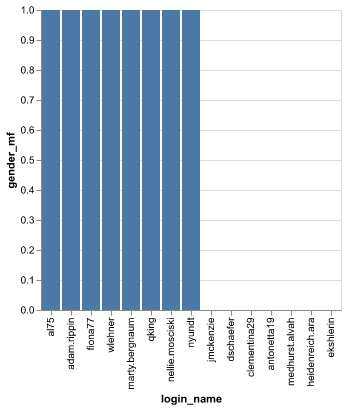 1.0
0.9
0.8
0.7
0.6
0.5
0.4
0.3
0.2
0.1
0.0
gender_mf
al75
adam.rippin
fiona77
wlehner
marty.bergnaum
qking
nellie.mosciski
nyundt
jmckenzie
dschaefer
clementina29
antonetta19
medhurst.alvah
heidenreich.ara
ekshlerin
login_name